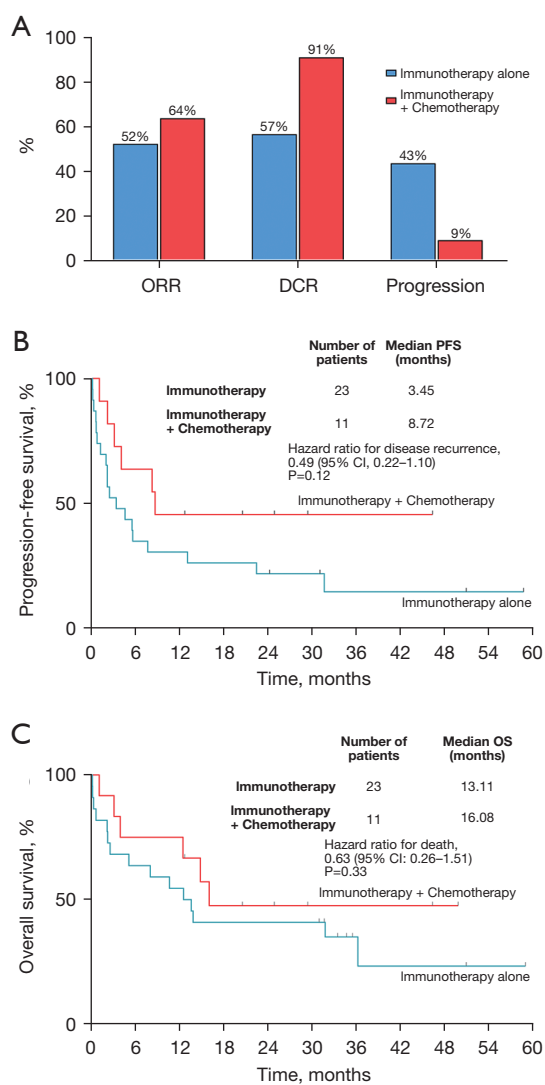 A
100
80
60
40
20
0
%
52%
64%
57%
91%
43%
9%
ORR
DCR
Progression
Immunotherapy alone
Immunotherapy
+ Chemotherapy
B
Number of patients
Median PFS (months)
Immunotherapy 23 3.45
Immunotherapy
+ Chemotherapy 11 8.72
Hazard ratio for disease recurrence,
0.49 (95% CI, 0.22–1.10)
P=0.12
Immunotherapy + Chemotherapy
Immunotherapy alone
Progression-free survival, %
100
50
0
0 6 12 18 24 30 36 42 48 54 60
Time, months
C
Number of patients
Median OS (months)
Immunotherapy 23 13.11
Immunotherapy
+ Chemotherapy 11 16.08
Hazard ratio for death,
0.63 (95% CI: 0.26–1.51)
P=0.33
Immunotherapy + Chemotherapy
Immunotherapy alone
Overall survival, %
100
50
0
0 6 12 18 24 30 36 42 48 54 60
Time, months